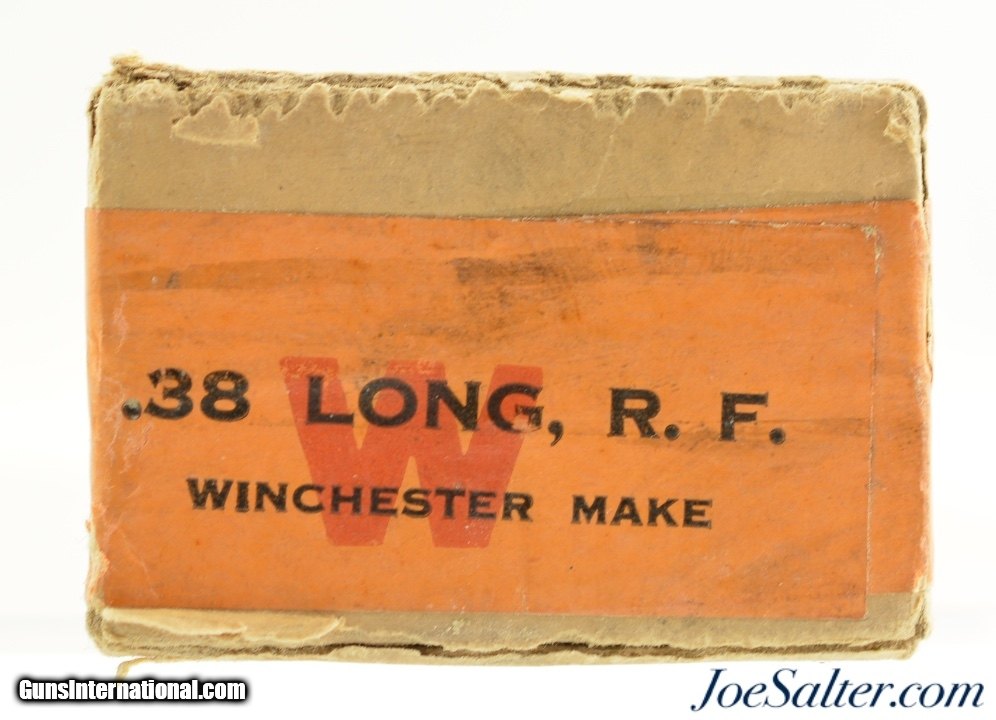 .38 LONG, R. F.
W
WINCHESTER MAKE
GunsInternational.com
JoeSalter.com